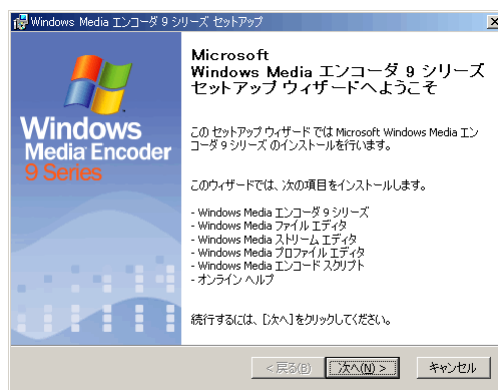 Windows Media エンコーダ 9 シリーズ セットアップ
Windows
Media Encoder
9 Series
Microsoft
Windows Media エンコーダ 9 シリーズ
セットアップ ウィザードへようこそ
この セットアップ ウィザード では Microsoft Windows Media エン
コーダ 9 シリーズ のインストールを行います。
このウィザードでは、次の項目をインストールします。
- Windows Media エンコーダ 9 シリーズ
- Windows Media ファイル エディタ
- Windows Media ストリーム エディタ
- Windows Media プロファイル エディタ
- Windows Media エンコード スクリプト
- オンライン ヘルプ
続行するには、[次へ] をクリックしてください。
< 戻る(B)
次へ(N) >
キャンセル